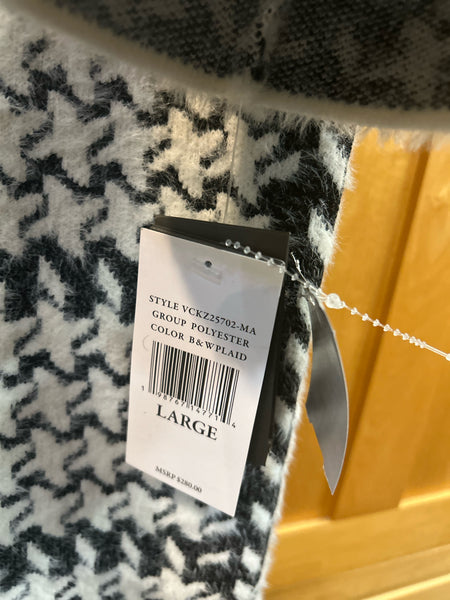 STYLE VCKZ25702-MA
GROUP POLYESTER
COLOR B&WPLAID
LARGE
MSRP $280.00